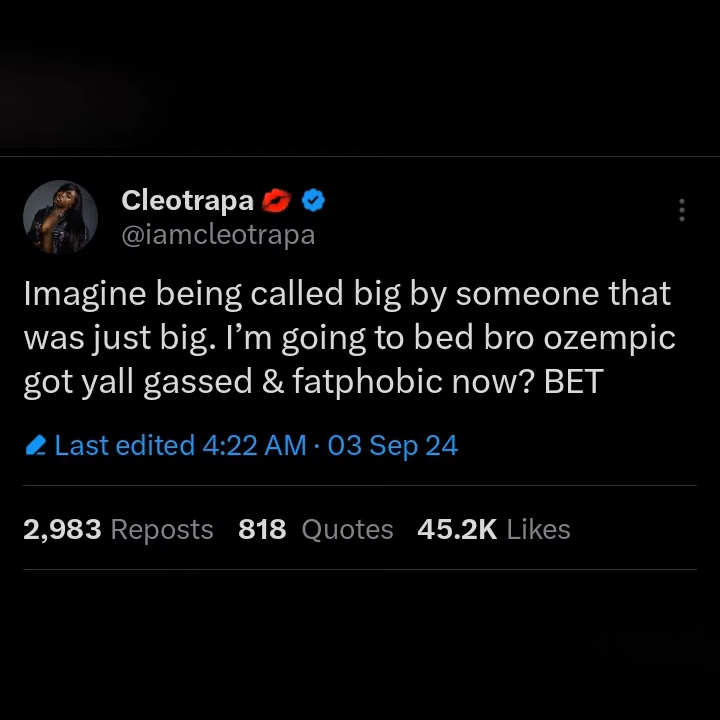 Cleotrapa 💋
@iamcleotrapa
Imagine being called big by someone that
was just big. I’m going to bed bro ozempic
got yall gassed & fatphobic now? BET
Last edited 4:22 AM · 03 Sep 24
2,983 Reposts 818 Quotes 45.2K Likes